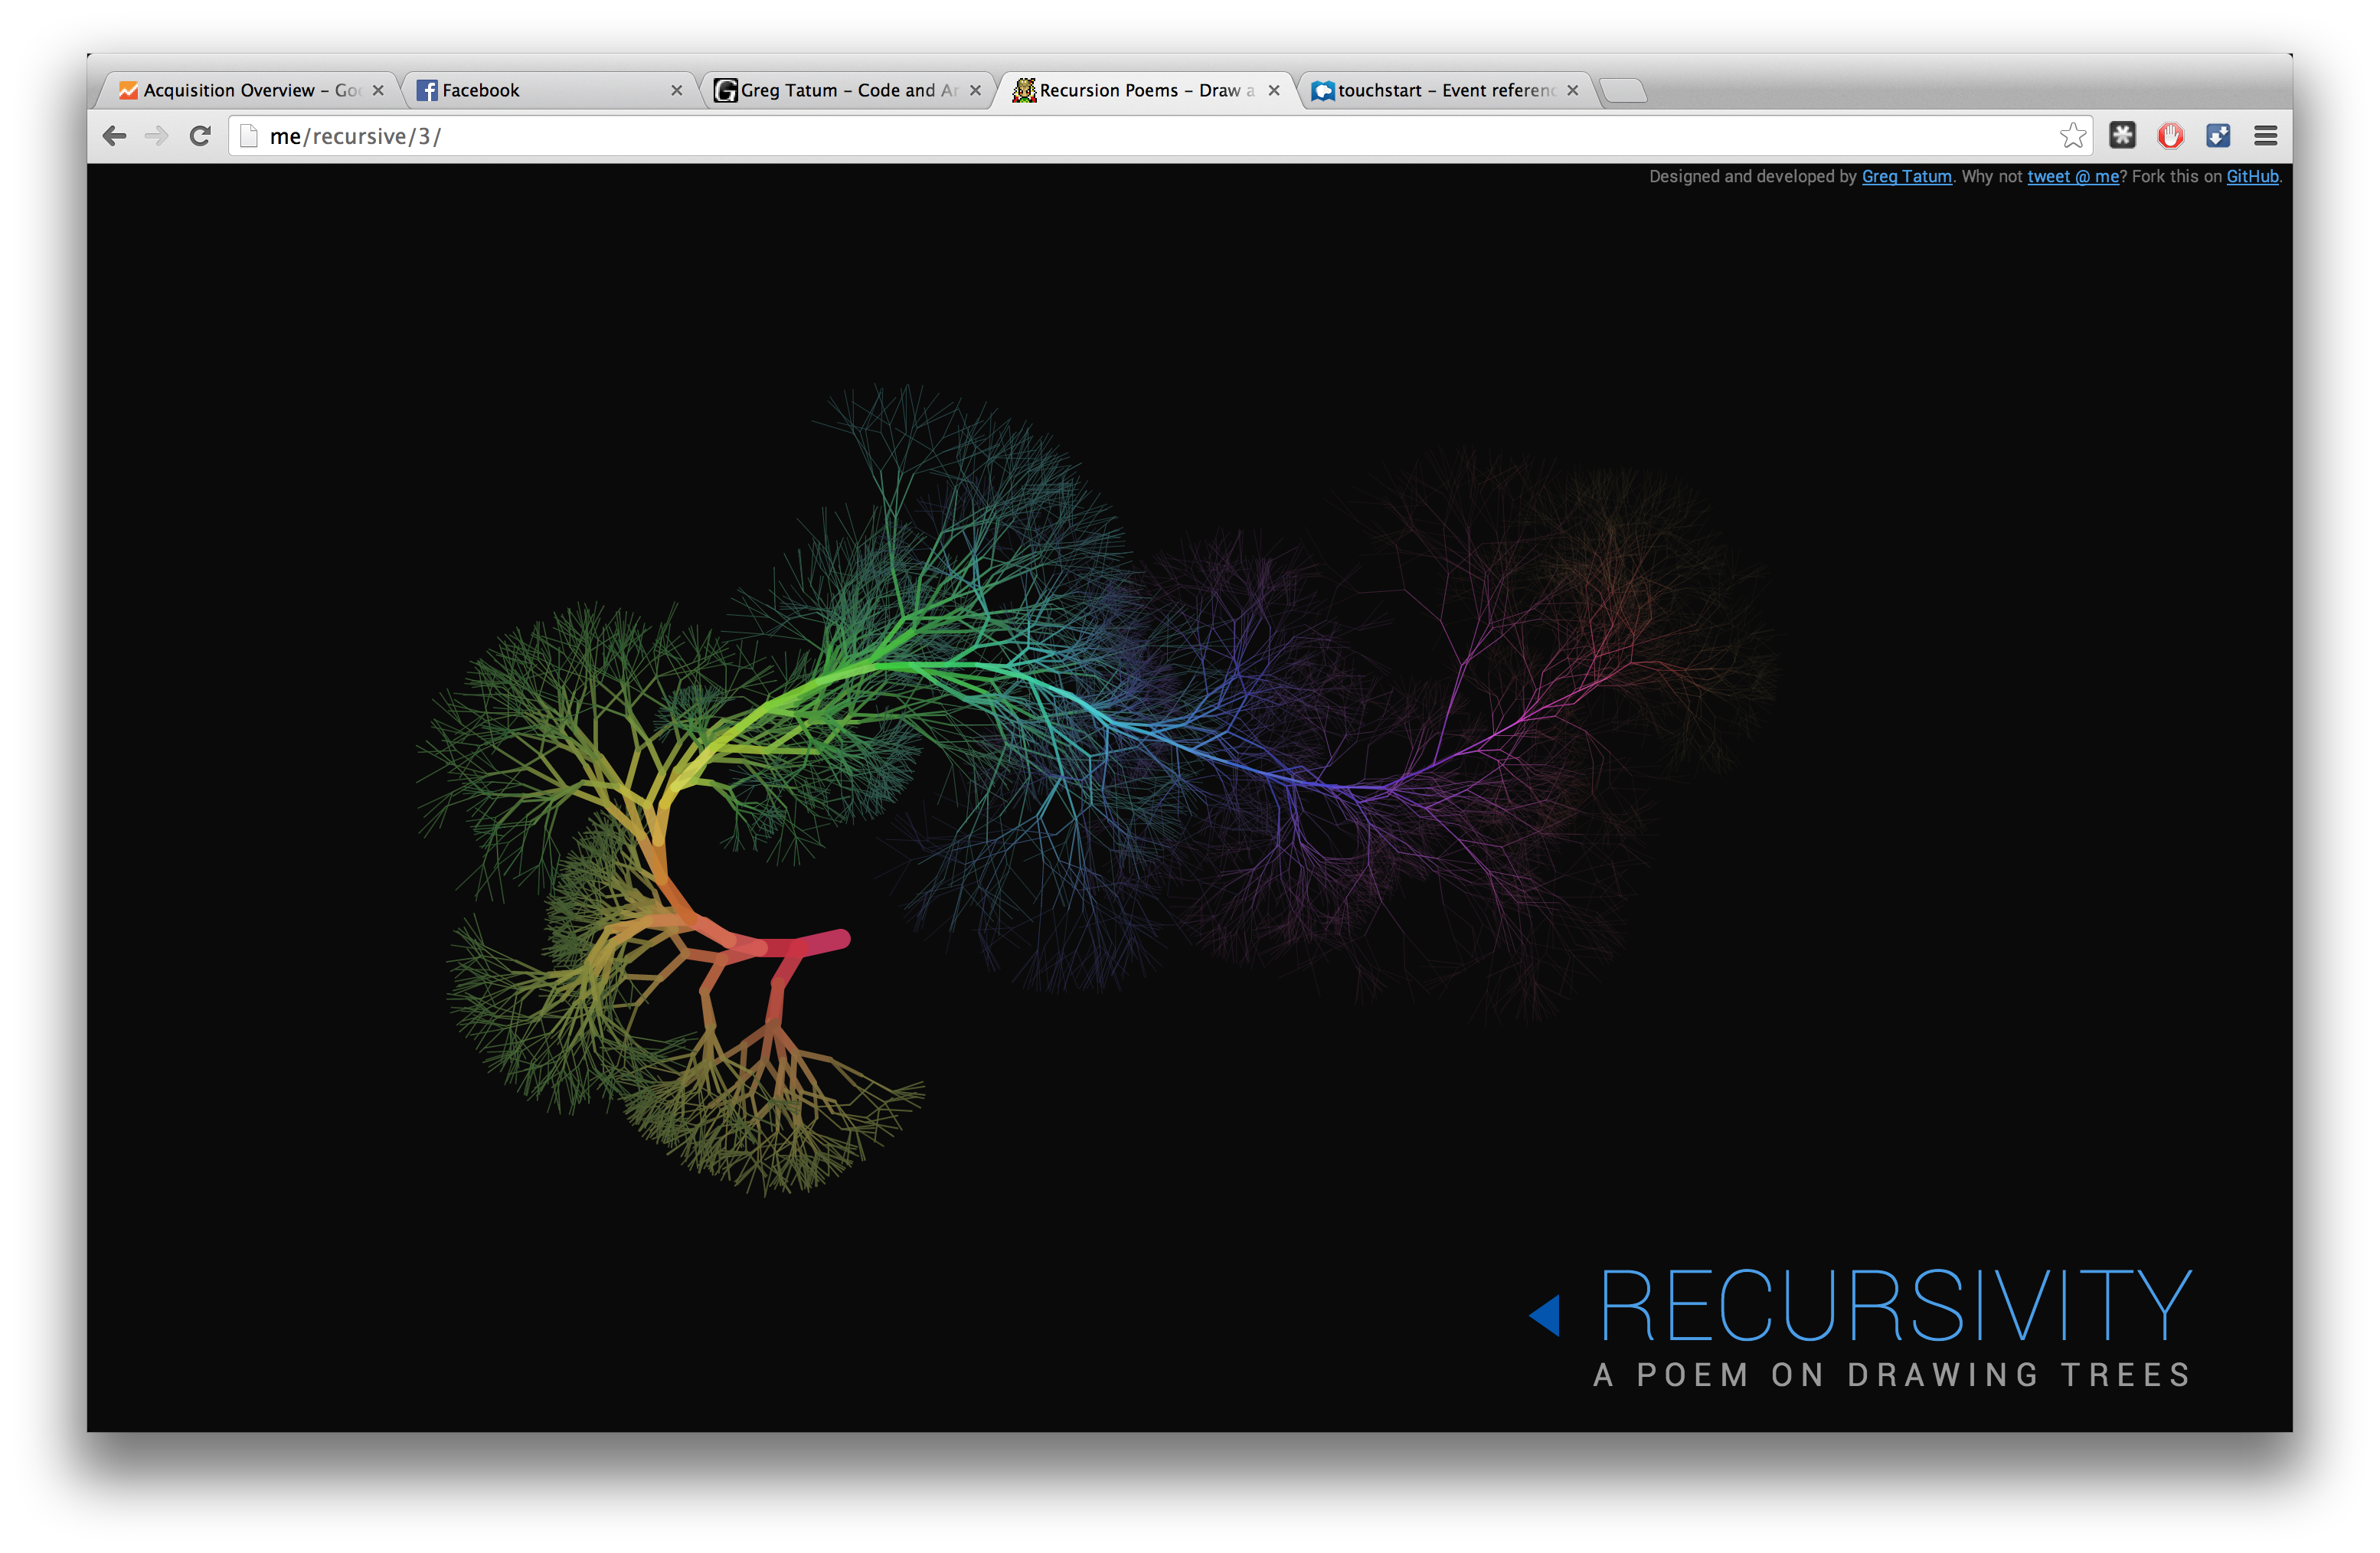 Acquisition Overview – Goo
Facebook
Greg Tatum – Code and Ar
Recursion Poems – Draw a
touchstart – Event referenc
me/recursive/3/
Designed and developed by Greg Tatum. Why not tweet @ me? Fork this on GitHub.
RECURSIVITY
A POEM ON DRAWING TREES